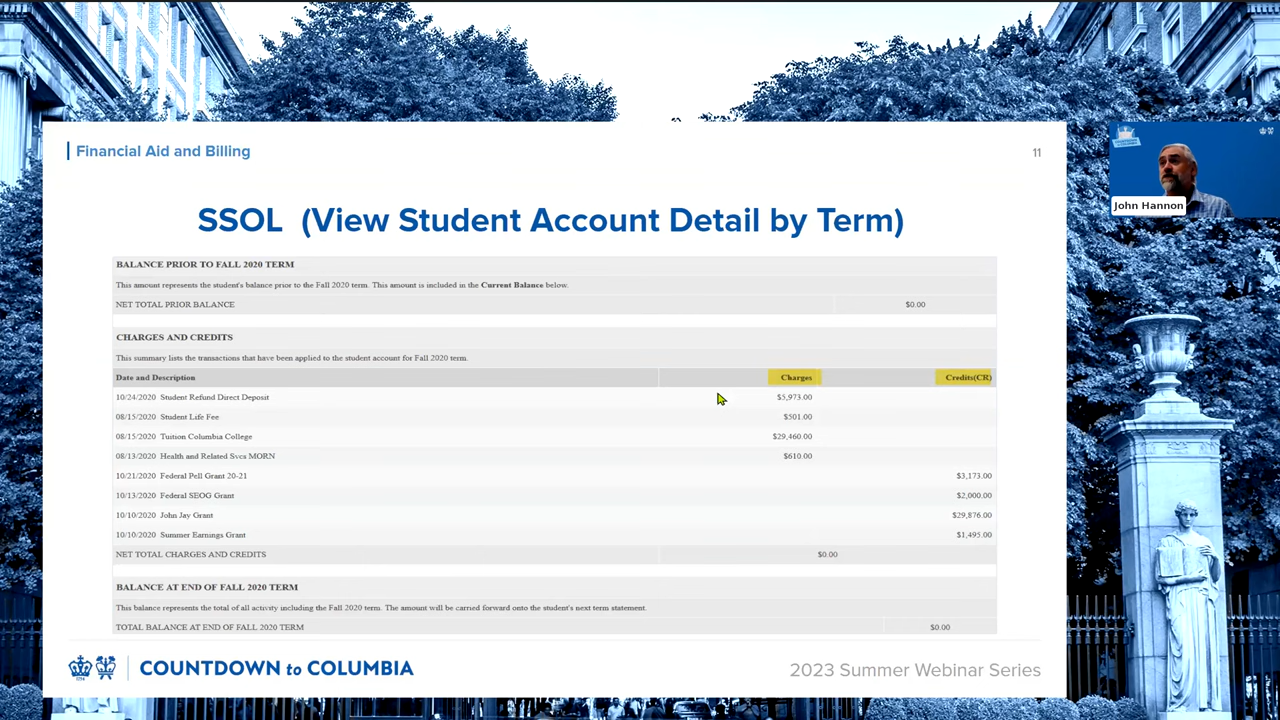 Financial Aid and Billing
11
John Hannon
SSOL (View Student Account Detail by Term)
BALANCE PRIOR TO FALL 2020 TERM
This amount represents the student's balance prior to the Fall 2020 term. This amount is included in the Current Balance below.
NET TOTAL PRIOR BALANCE $0.00
CHARGES AND CREDITS
This summary lists the transactions that have been applied to the student account for Fall 2020 term.
Date and Description Charges Credits(CR)
10/24/2020 Student Refund Direct Deposit $5,973.00
08/15/2020 Student Life Fee $501.00
08/15/2020 Tuition Columbia College $29,460.00
08/13/2020 Health and Related Svcs MORN $610.00
10/21/2020 Federal Pell Grant 20-21 $3,173.00
10/13/2020 Federal SEOG Grant $2,000.00
10/10/2020 John Jay Grant $29,876.00
10/10/2020 Summer Earnings Grant $1,495.00
NET TOTAL CHARGES AND CREDITS $0.00
BALANCE AT END OF FALL 2020 TERM
This balance represents the total of all activity including the Fall 2020 term. The amount will be carried forward onto the student's next term statement.
TOTAL BALANCE AT END OF FALL 2020 TERM $0.00
COUNTDOWN to COLUMBIA
2023 Summer Webinar Series